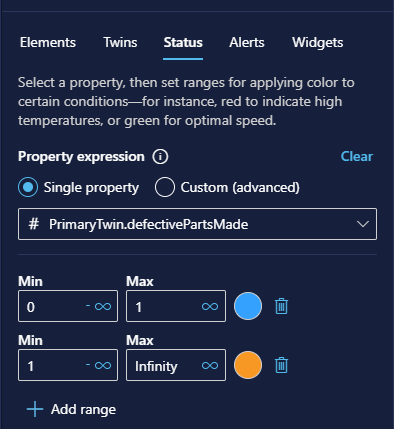 Elements Twins Status Alerts Widgets
Select a property, then set ranges for applying color to
certain conditions—for instance, red to indicate high
temperatures, or green for optimal speed.
Property expression Clear
Single property Custom (advanced)
# PrimaryTwin.defectivePartsMade
Min Max
0 -∞ 1 ∞
Min Max
1 -∞ Infinity ∞
+ Add range